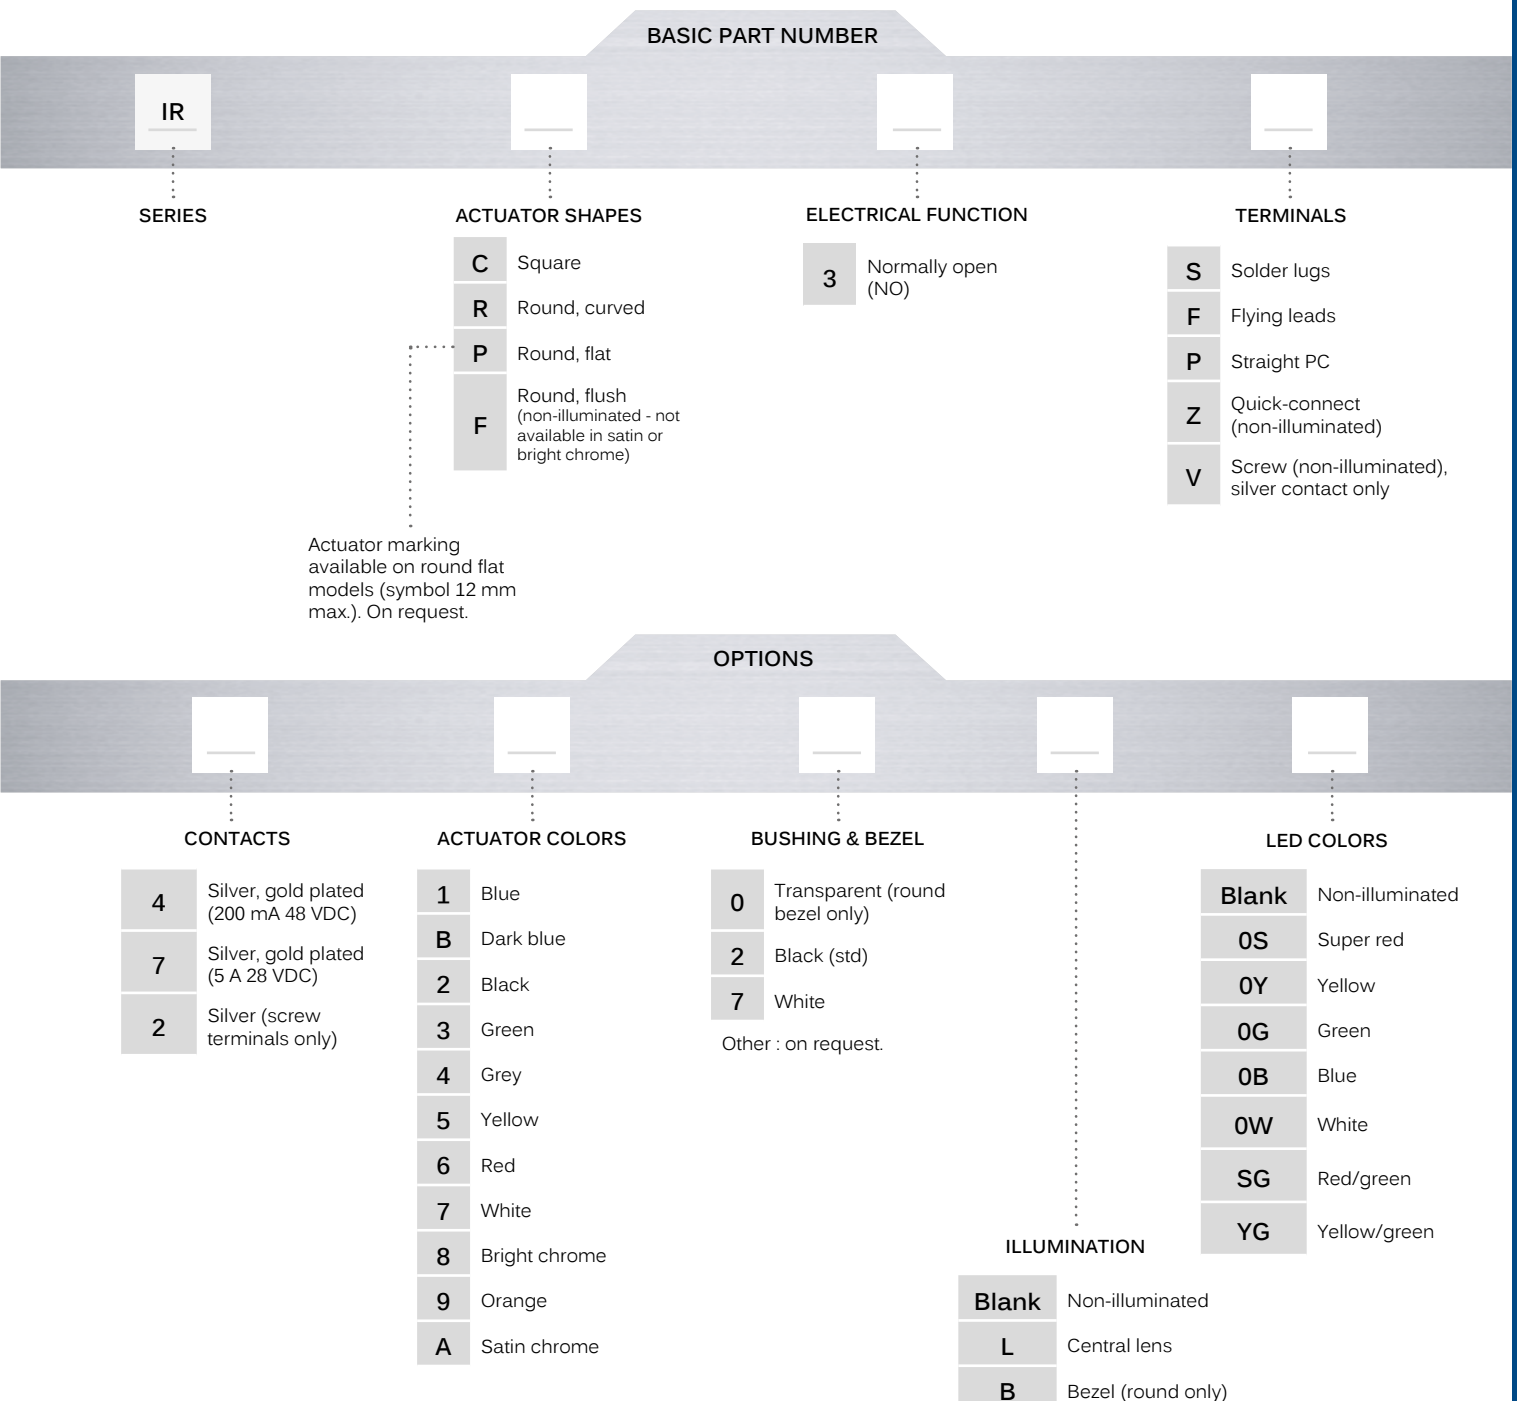 BASIC PART NUMBER
IR
SERIES
ACTUATOR SHAPES
C Square
R Round, curved
P Round, flat
F Round, flush
(non-illuminated - not
available in satin or
bright chrome)
Actuator marking
available on round flat
models (symbol 12 mm
max.). On request.
ELECTRICAL FUNCTION
3 Normally open
(NO)
TERMINALS
S Solder lugs
F Flying leads
P Straight PC
Z Quick-connect
(non-illuminated)
V Screw (non-illuminated),
silver contact only
OPTIONS
CONTACTS
4 Silver, gold plated
(200 mA 48 VDC)
7 Silver, gold plated
(5 A 28 VDC)
2 Silver (screw
terminals only)
ACTUATOR COLORS
1 Blue
B Dark blue
2 Black
3 Green
4 Grey
5 Yellow
6 Red
7 White
8 Bright chrome
9 Orange
A Satin chrome
BUSHING & BEZEL
0 Transparent (round
bezel only)
2 Black (std)
7 White
Other : on request.
ILLUMINATION
Blank Non-illuminated
L Central lens
B Bezel (round only)
LED COLORS
Blank Non-illuminated
0S Super red
0Y Yellow
0G Green
0B Blue
0W White
SG Red/green
YG Yellow/green